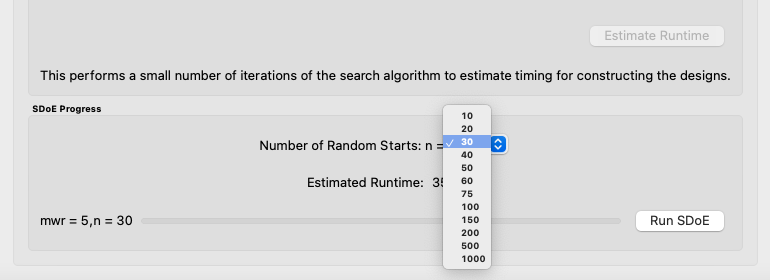 Estimate Runtime
This performs a small number of iterations of the search algorithm to estimate timing for constructing the designs.
SDoE Progress
Number of Random Starts: n =
10
20
✓ 30
40
50
60
75
100
150
200
500
1000
Estimated Runtime:
mwr = 5,n = 30
Run SDoE